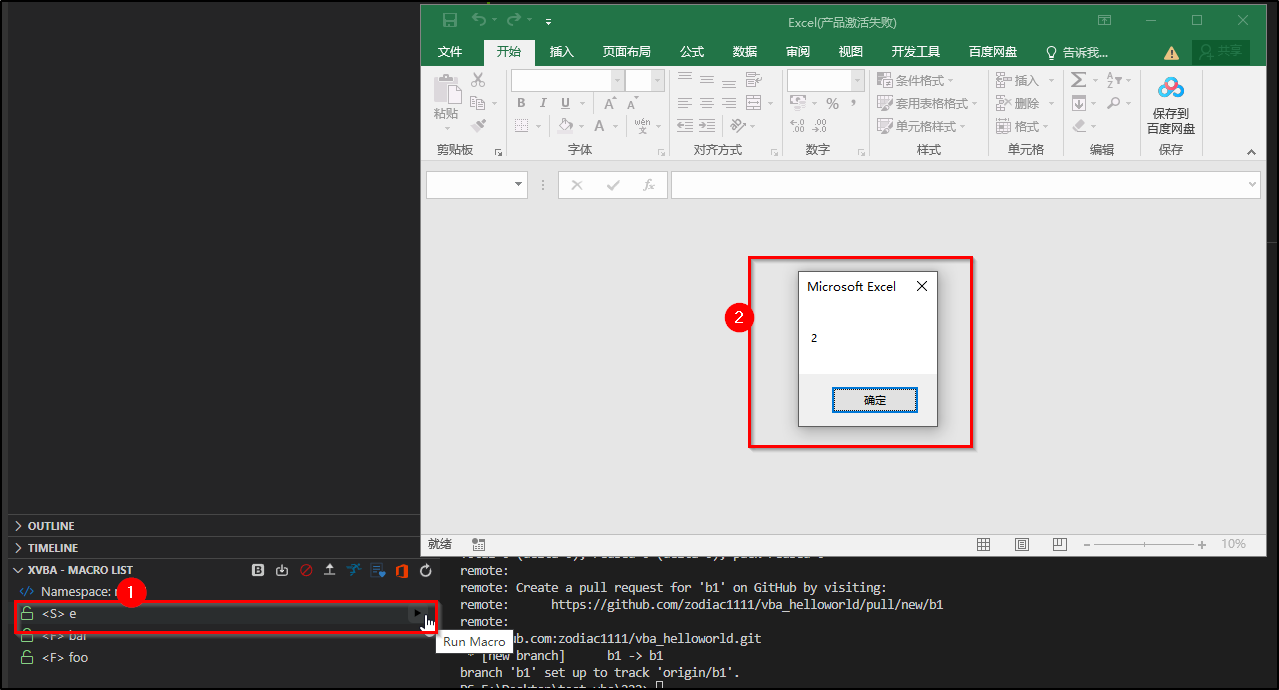 Excel(产品激活失败)
文件 开始 插入 页面布局 公式 数据 审阅 视图 开发工具 百度网盘 告诉我... 共享
粘贴
剪贴板
B I U
A A
wén
文
字体
对齐方式
% ,
.00
数字
条件格式
套用表格格式
单元格样式
样式
插入
删除
格式
单元格
Σ
编辑
保存到
百度网盘
保存
fx
2
Microsoft Excel
2
确定
就绪
10%
OUTLINE
TIMELINE
XVBA - MACRO LIST
B
Namespace:
1
<S> e
Run Macro
<F> bar
<F> foo
remote:
remote: Create a pull request for 'b1' on GitHub by visiting:
remote: https://github.com/zodiac1111/vba_helloworld/pull/new/b1
remote:
.com:zodiac1111/vba_helloworld.git
* [new branch] b1 -> b1
branch 'b1' set up to track 'origin/b1'.